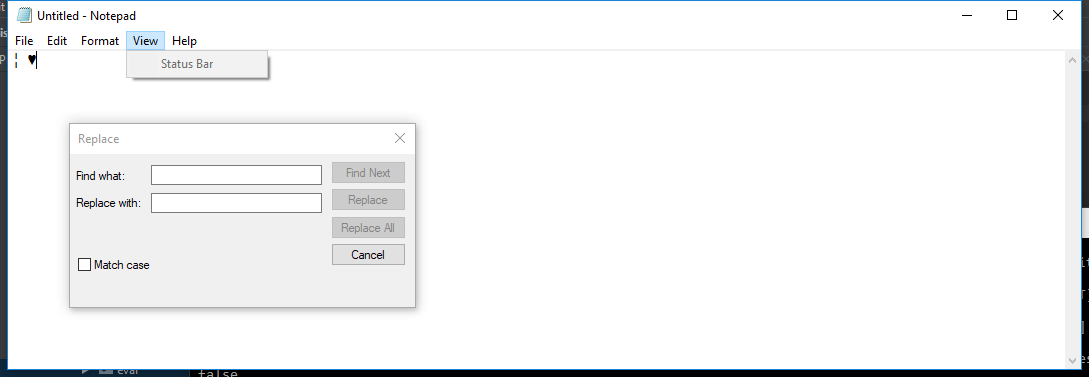 Untitled - Notepad
File Edit Format View Help
¦ ♥
Status Bar
Replace
Find what:
Find Next
Replace with:
Replace
Replace All
Cancel
Match case
eval
false